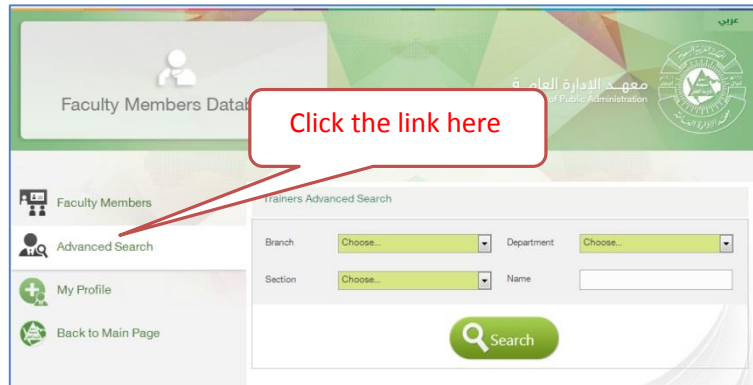 عربي
Faculty Members Datab
معهد الإدارة العامة
of Public Administration
Click the link here
Faculty Members
Advanced Search
My Profile
Back to Main Page
Trainers Advanced Search
Branch Choose... Department Choose...
Section Choose... Name
Search